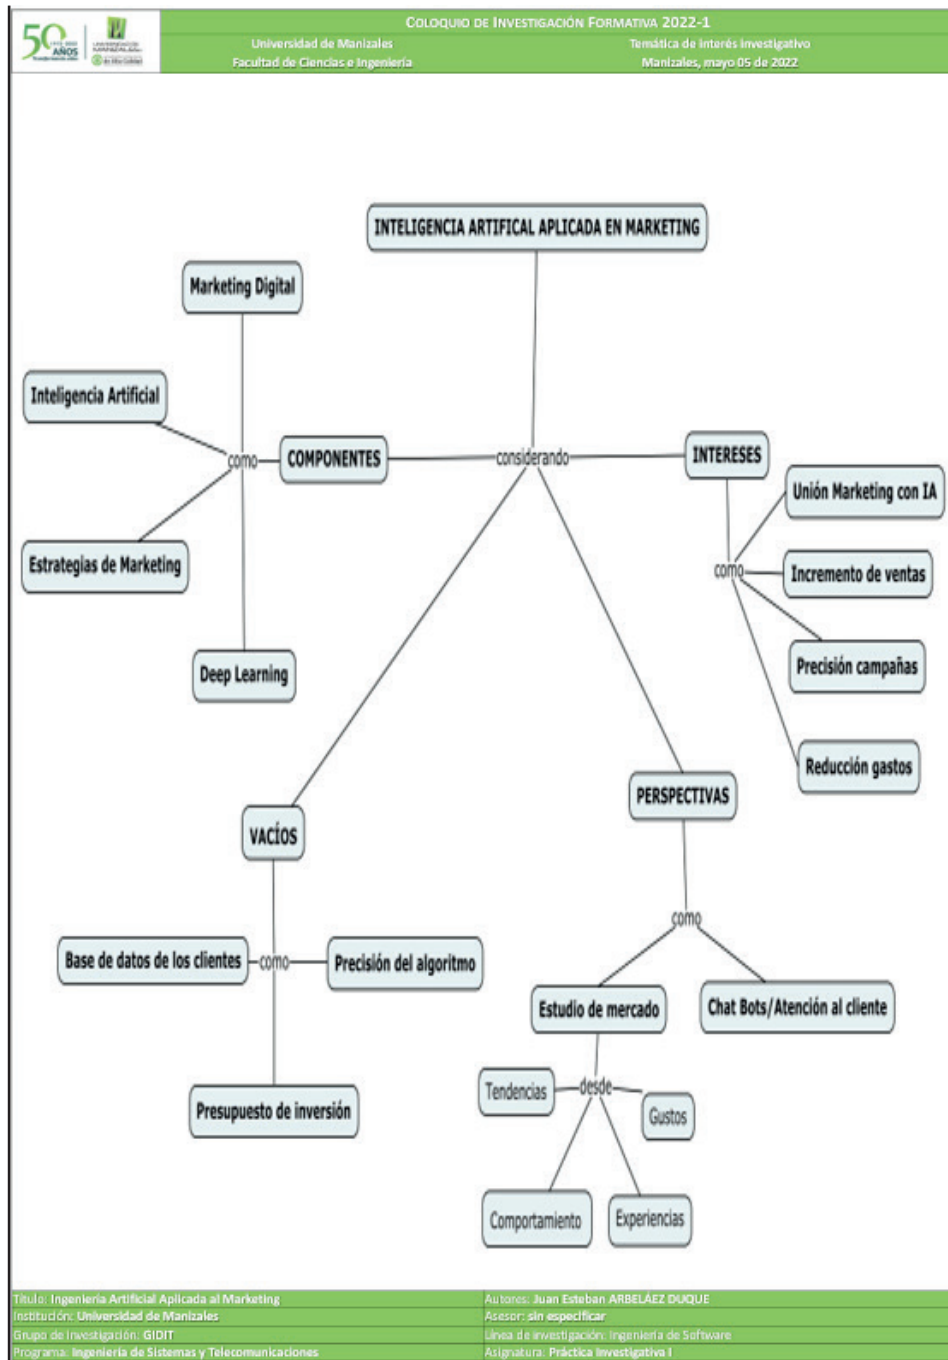 COLOQUIO DE INVESTIGACIÓN FORMATIVA 2022-1
50 AÑOS
UNIVERSIDAD DE MANIZALES
Universidad de Manizales
Temática de interés investigativo
Facultad de Ciencias e Ingeniería
Manizales, mayo 05 de 2022
INTELIGENCIA ARTIFICAL APLICADA EN MARKETING
Marketing Digital
Inteligencia Artificial
como
COMPONENTES
considerando
INTERESES
Unión Marketing con IA
Estrategias de Marketing
como
Incremento de ventas
Deep Learning
Precisión campañas
Reducción gastos
VACÍOS
PERSPECTIVAS
como
Base de datos de los clientes
como
Precisión del algoritmo
Estudio de mercado
Chat Bots/Atención al cliente
Tendencias
desde
Gustos
Presupuesto de inversión
Comportamiento
Experiencias
Título: Ingeniería Artificial Aplicada al Marketing
Autores: Juan Esteban ARBELÁEZ DUQUE
Institución: Universidad de Manizales
Asesor: sin especificar
Grupo de investigación: GIDIT
Línea de investigación: Ingeniería de Software
Programa: Ingeniería de Sistemas y Telecomunicaciones
Asignatura: Práctica Investigativa I